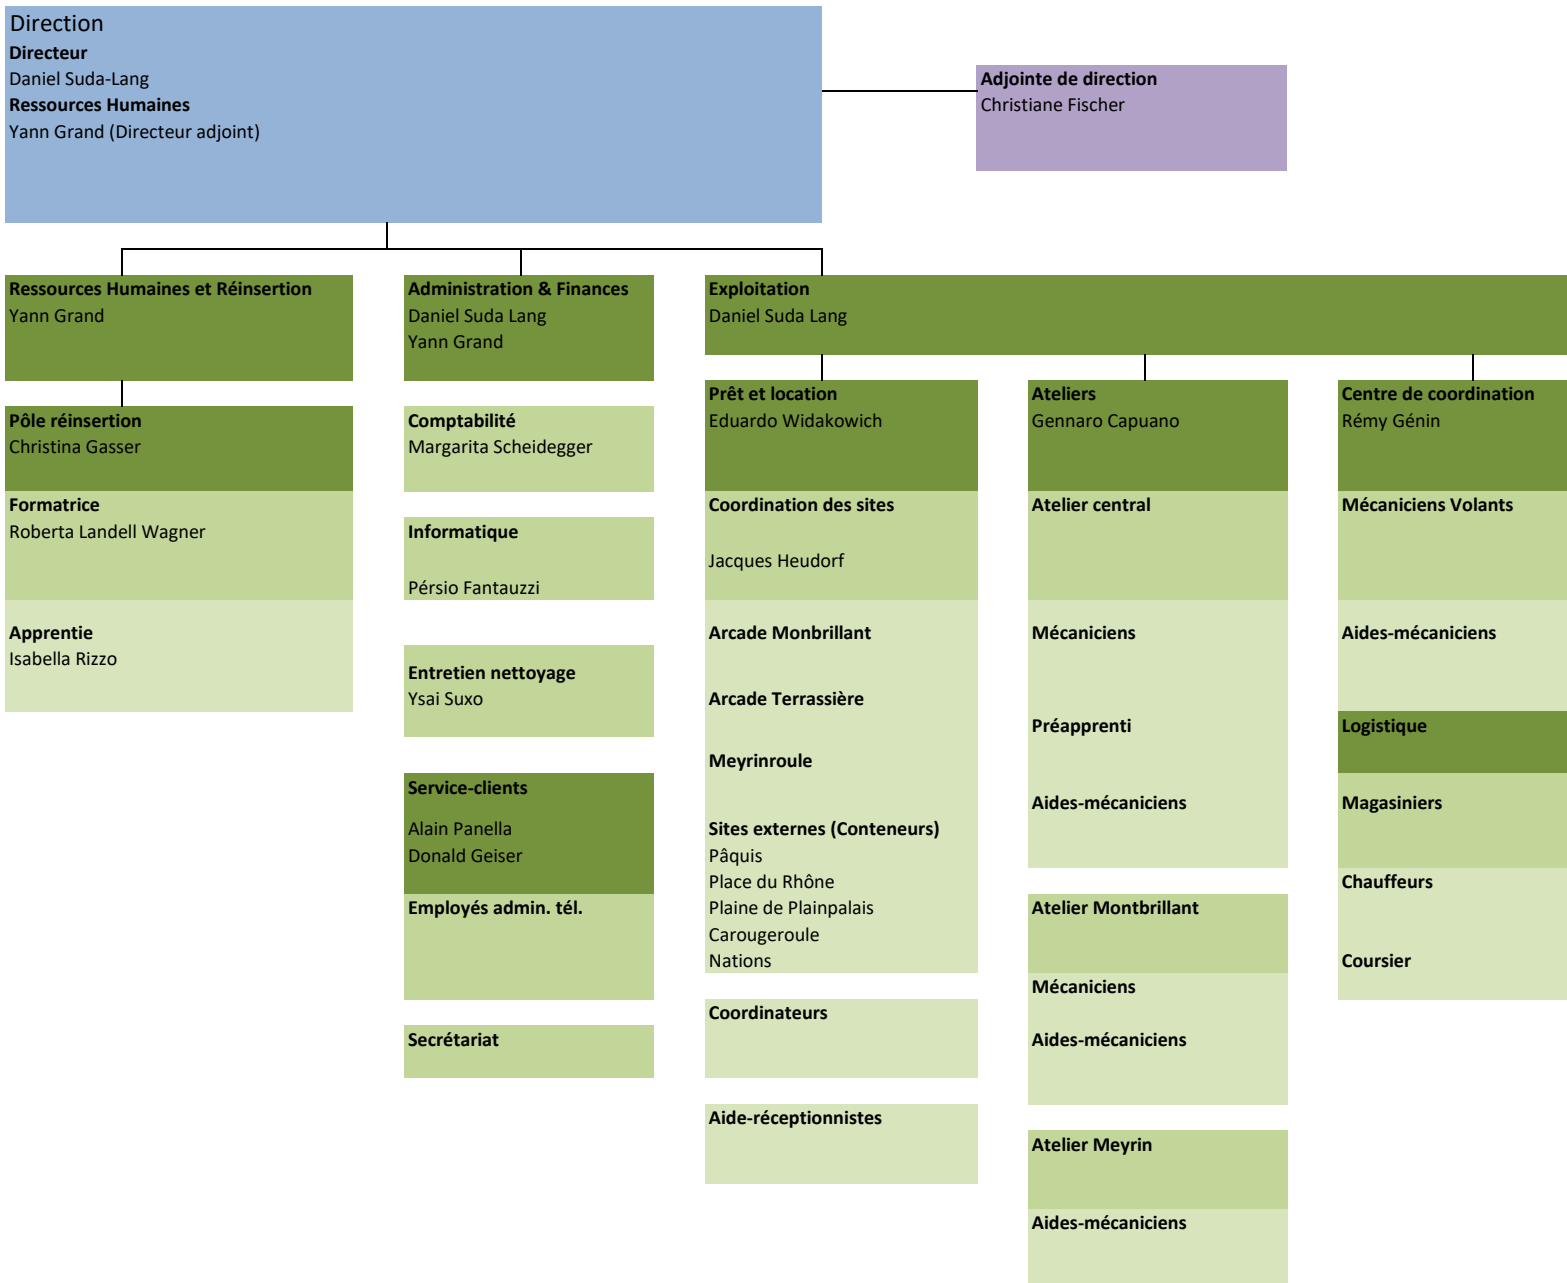 Direction
Directeur
Daniel Suda-Lang
Ressources Humaines
Yann Grand (Directeur adjoint)
Adjointe de direction
Christiane Fischer
Ressources Humaines et Réinsertion
Yann Grand
Administration & Finances
Daniel Suda Lang
Yann Grand
Exploitation
Daniel Suda Lang
Pôle réinsertion
Christina Gasser
Formatrice
Roberta Landell Wagner
Apprentie
Isabella Rizzo
Comptabilité
Margarita Scheidegger
Informatique
Pérsio Fantauzzi
Entretien nettoyage
Ysai Suxo
Service-clients
Alain Panella
Donald Geiser
Employés admin. tél.
Secrétariat
Prêt et location
Eduardo Widakowich
Coordination des sites
Jacques Heudorf
Arcade Monbrillant
Arcade Terrassière
Meyrinroule
Sites externes (Conteneurs)
Pâquis
Place du Rhône
Plaine de Plainpalais
Carougeroule
Nations
Coordinateurs
Aide-réceptionnistes
Ateliers
Gennaro Capuano
Atelier central
Mécaniciens
Préapprenti
Aides-mécaniciens
Atelier Montbrillant
Mécaniciens
Aides-mécaniciens
Atelier Meyrin
Aides-mécaniciens
Centre de coordination
Rémy Génin
Mécaniciens Volants
Aides-mécaniciens
Logistique
Magasiniers
Chauffeurs
Coursier